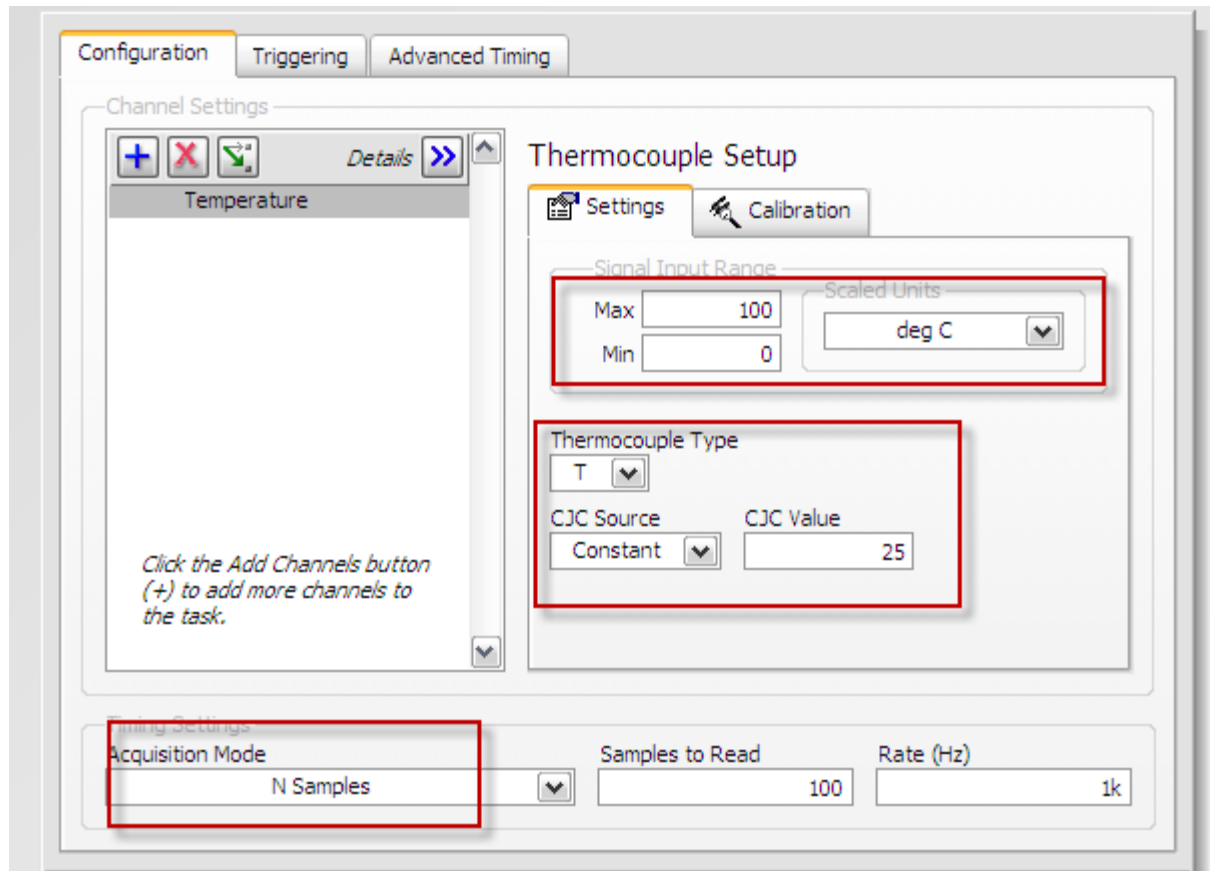 Configuration Triggering Advanced Timing
Channel Settings
Details
Temperature
Click the Add Channels button
(+) to add more channels to
the task.
Thermocouple Setup
Settings Calibration
Signal Input Range
Scaled Units
Max 100
deg C
Min 0
Thermocouple Type
T
CJC Source CJC Value
Constant 25
Timing Settings
Acquisition Mode Samples to Read Rate (Hz)
N Samples 100 1k